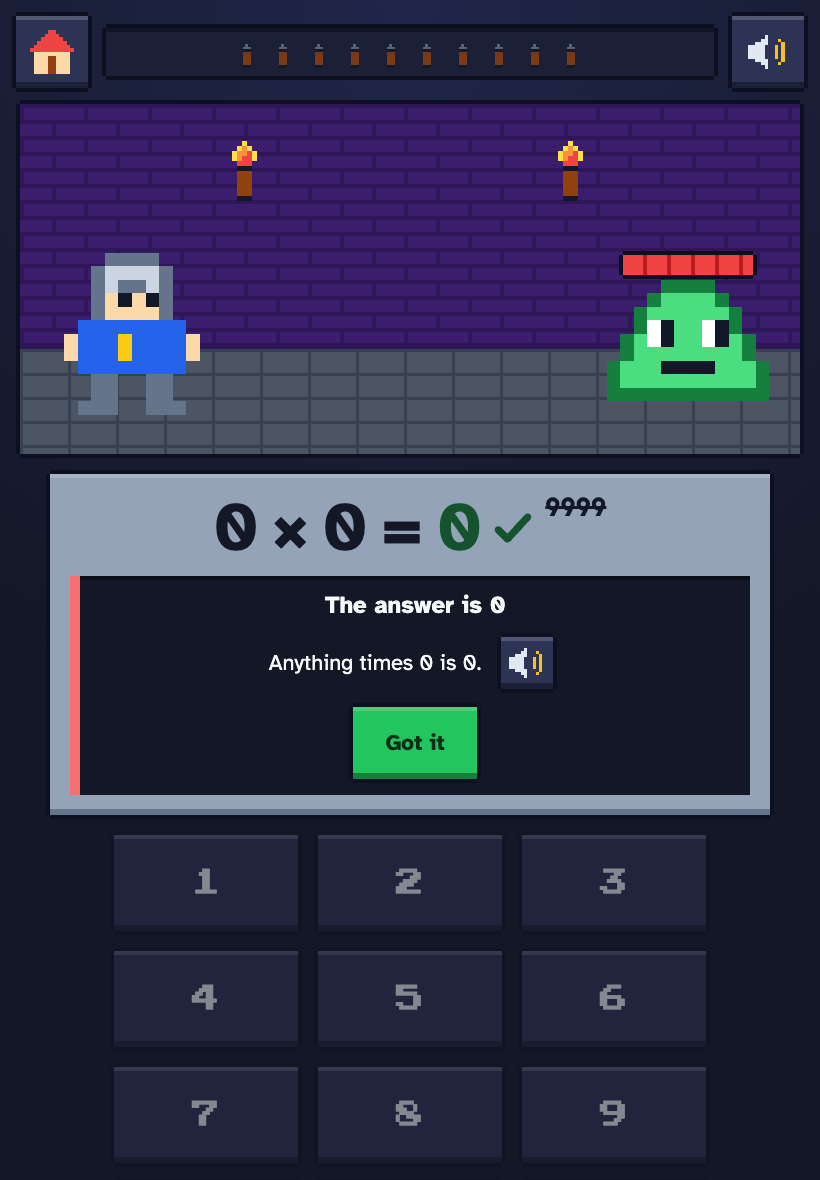 0 × 0 = 0 ✓ 9999
The answer is 0
Anything times 0 is 0.
Got it
1 2 3
4 5 6
7 8 9